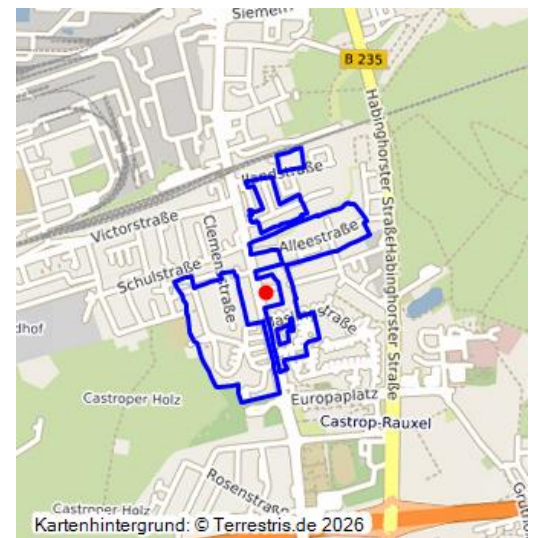 Siemen
B 235
Habinghorster Straße
Victorstraße
Clemensstraße
Alleestraße
Schulstraße
Habinghorster Straße
Castroper Holz
Europaplatz
Castrop-Rauxel
Rosenstraße
Castroper Holz
Kartenhintergrund: © Terrestris.de 2026